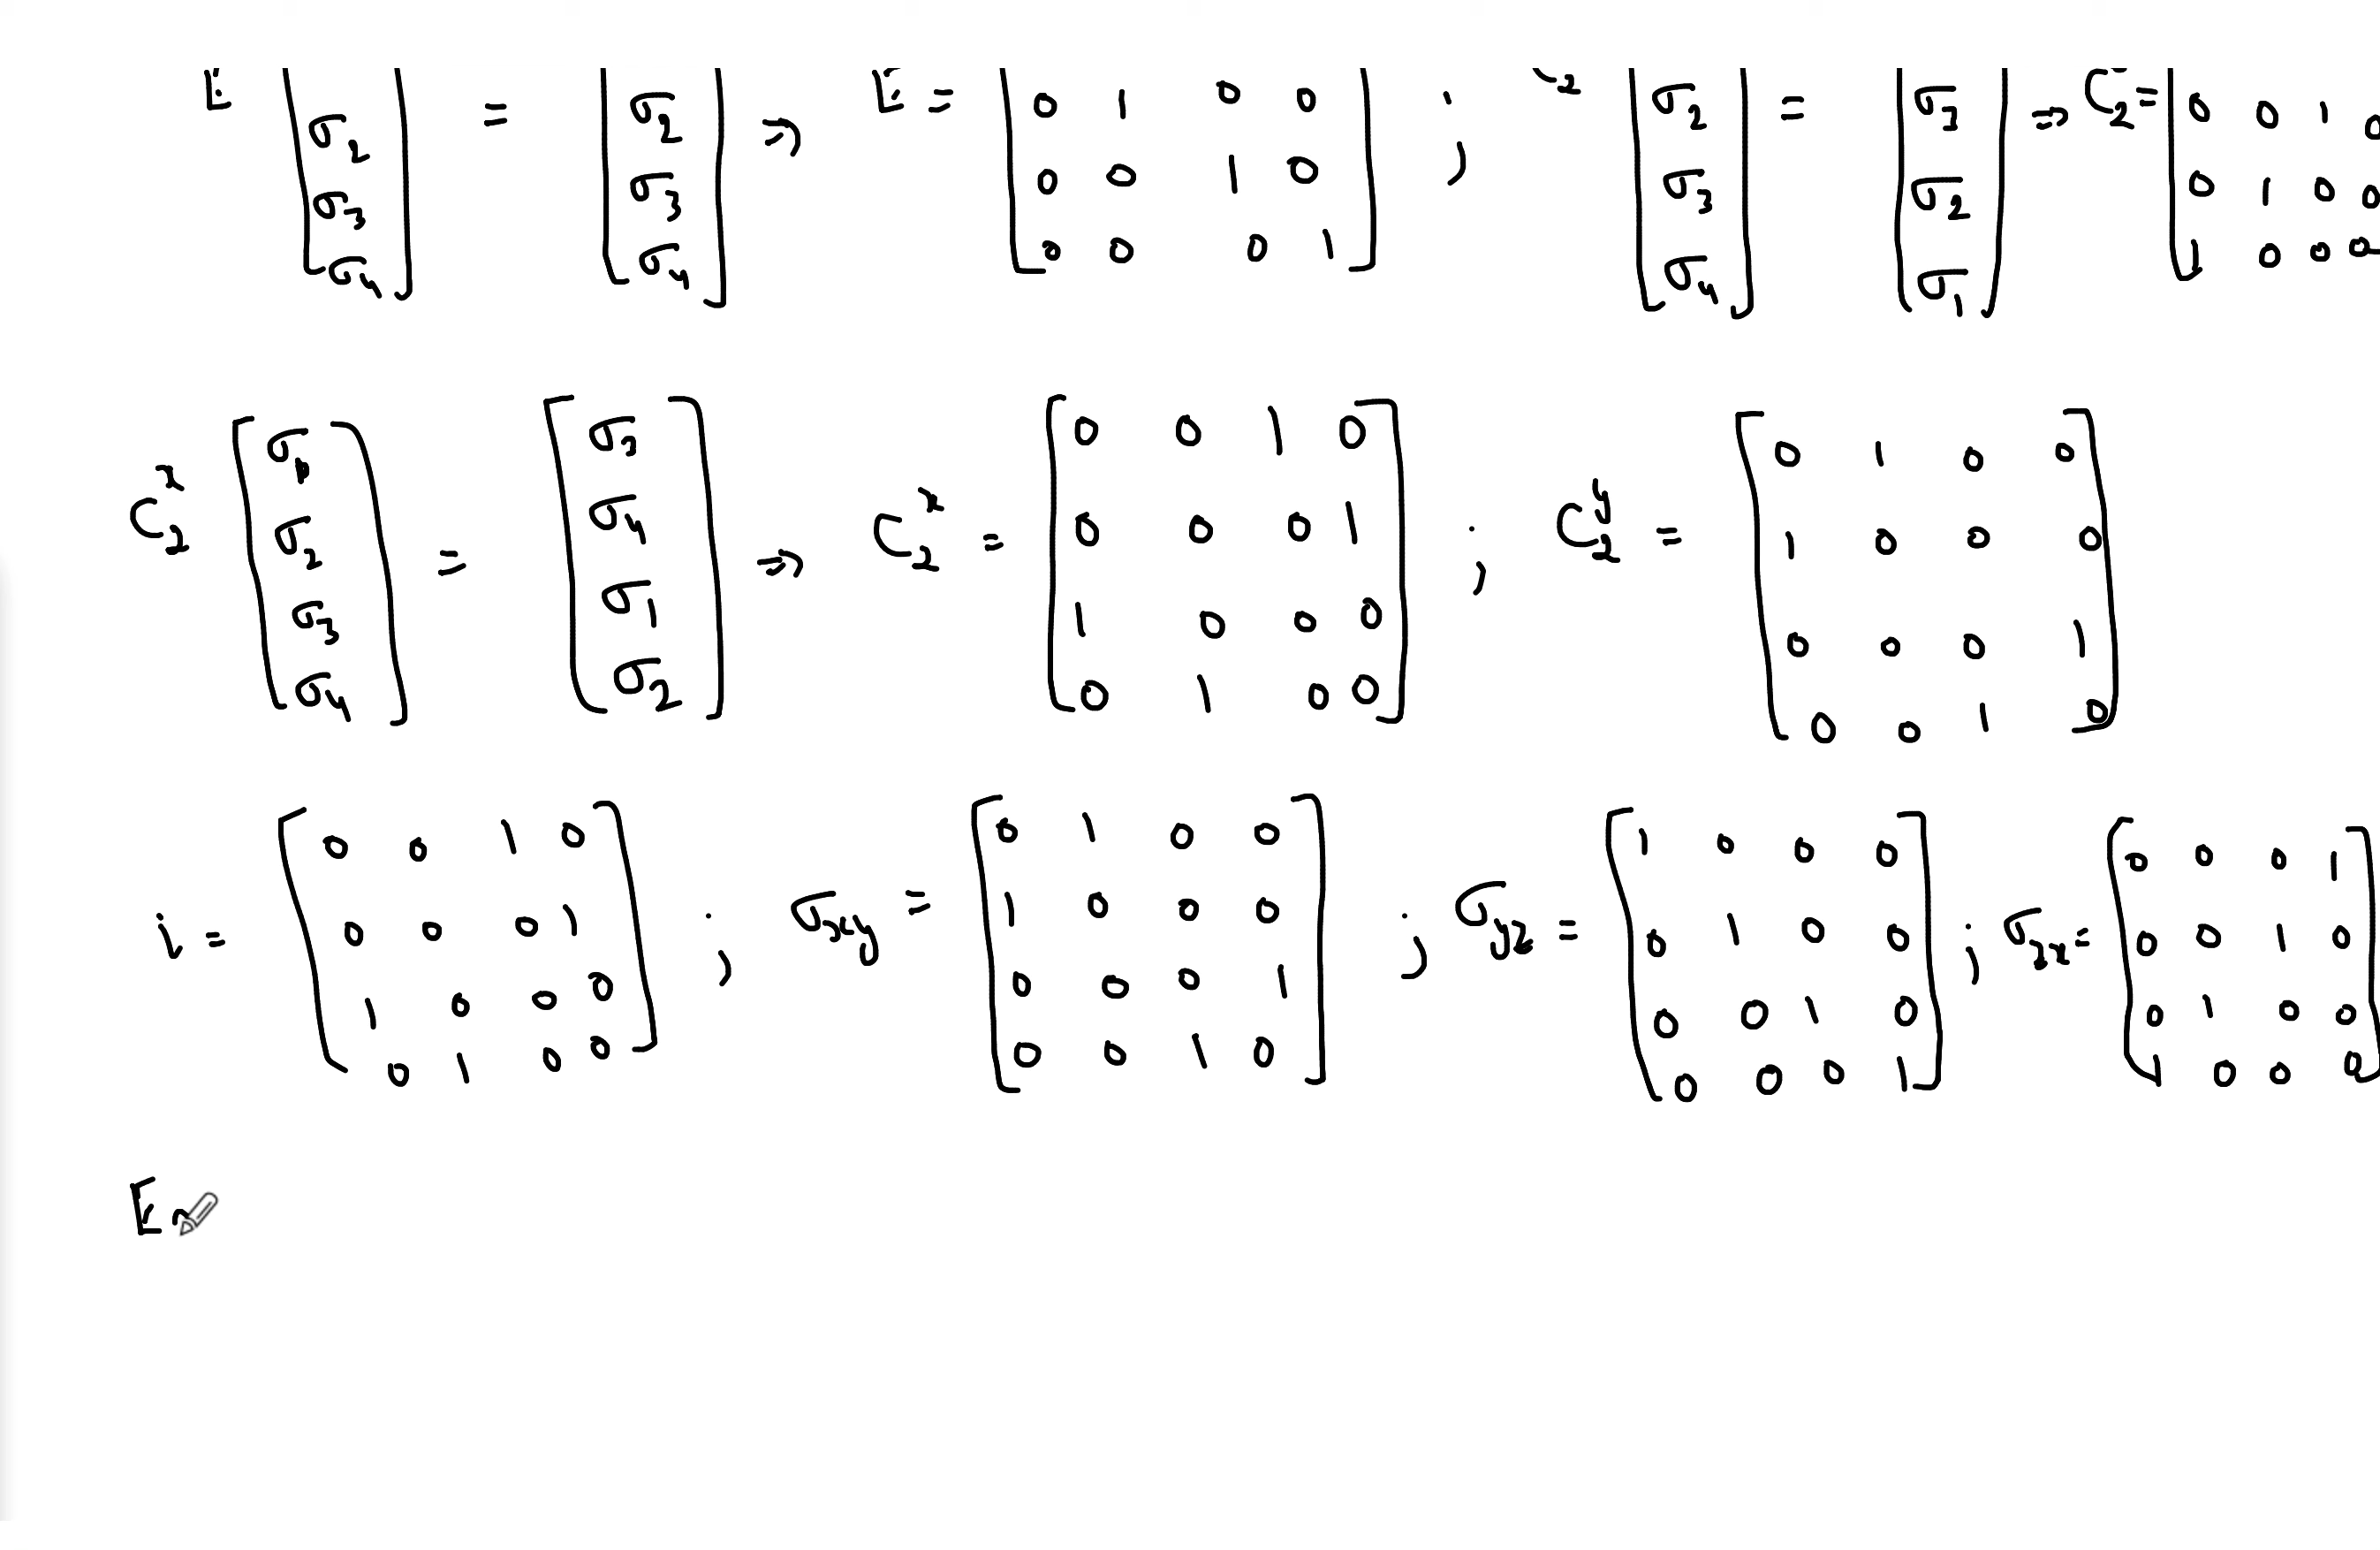 E [σ2 σ3 σ4] = [σ2 σ3 σ4] ⇒ E = [0 1 0 0; 0 0 1 0; 0 0 0 1] ; C2 [σ2 σ3 σ4] = [σ3 σ2 σ1] ⇒ C2 = [0 0 1 0; 0 1 0 0; 1 0 0 0]
C2^x [σ1 σ2 σ3 σ4] = [σ3 σ4 σ1 σ2] ⇒ C2^x = [0 0 1 0; 0 0 0 1; 1 0 0 0; 0 1 0 0] ; C2^y = [0 1 0 0; 1 0 0 0; 0 0 0 1; 0 0 1 0]
i = [0 0 1 0; 0 0 0 1; 1 0 0 0; 0 1 0 0] ; σxy = [0 1 0 0; 1 0 0 0; 0 0 0 1; 0 0 1 0] ; σyz = [1 0 0 0; 0 1 0 0; 0 0 1 0; 0 0 0 1] ; σzx = [0 0 0 1; 0 0 1 0; 0 1 0 0; 1 0 0 0]
E